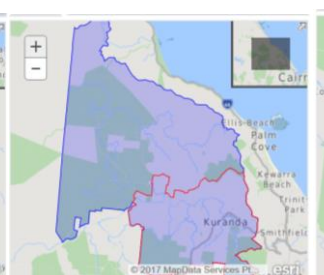 +
−
Cairn
Ellis Beach
Palm
Cove
Kewarra
Beach
Trinit
Park
Kuranda
Smithfiel
© 2017 MapData Services Pt
esri